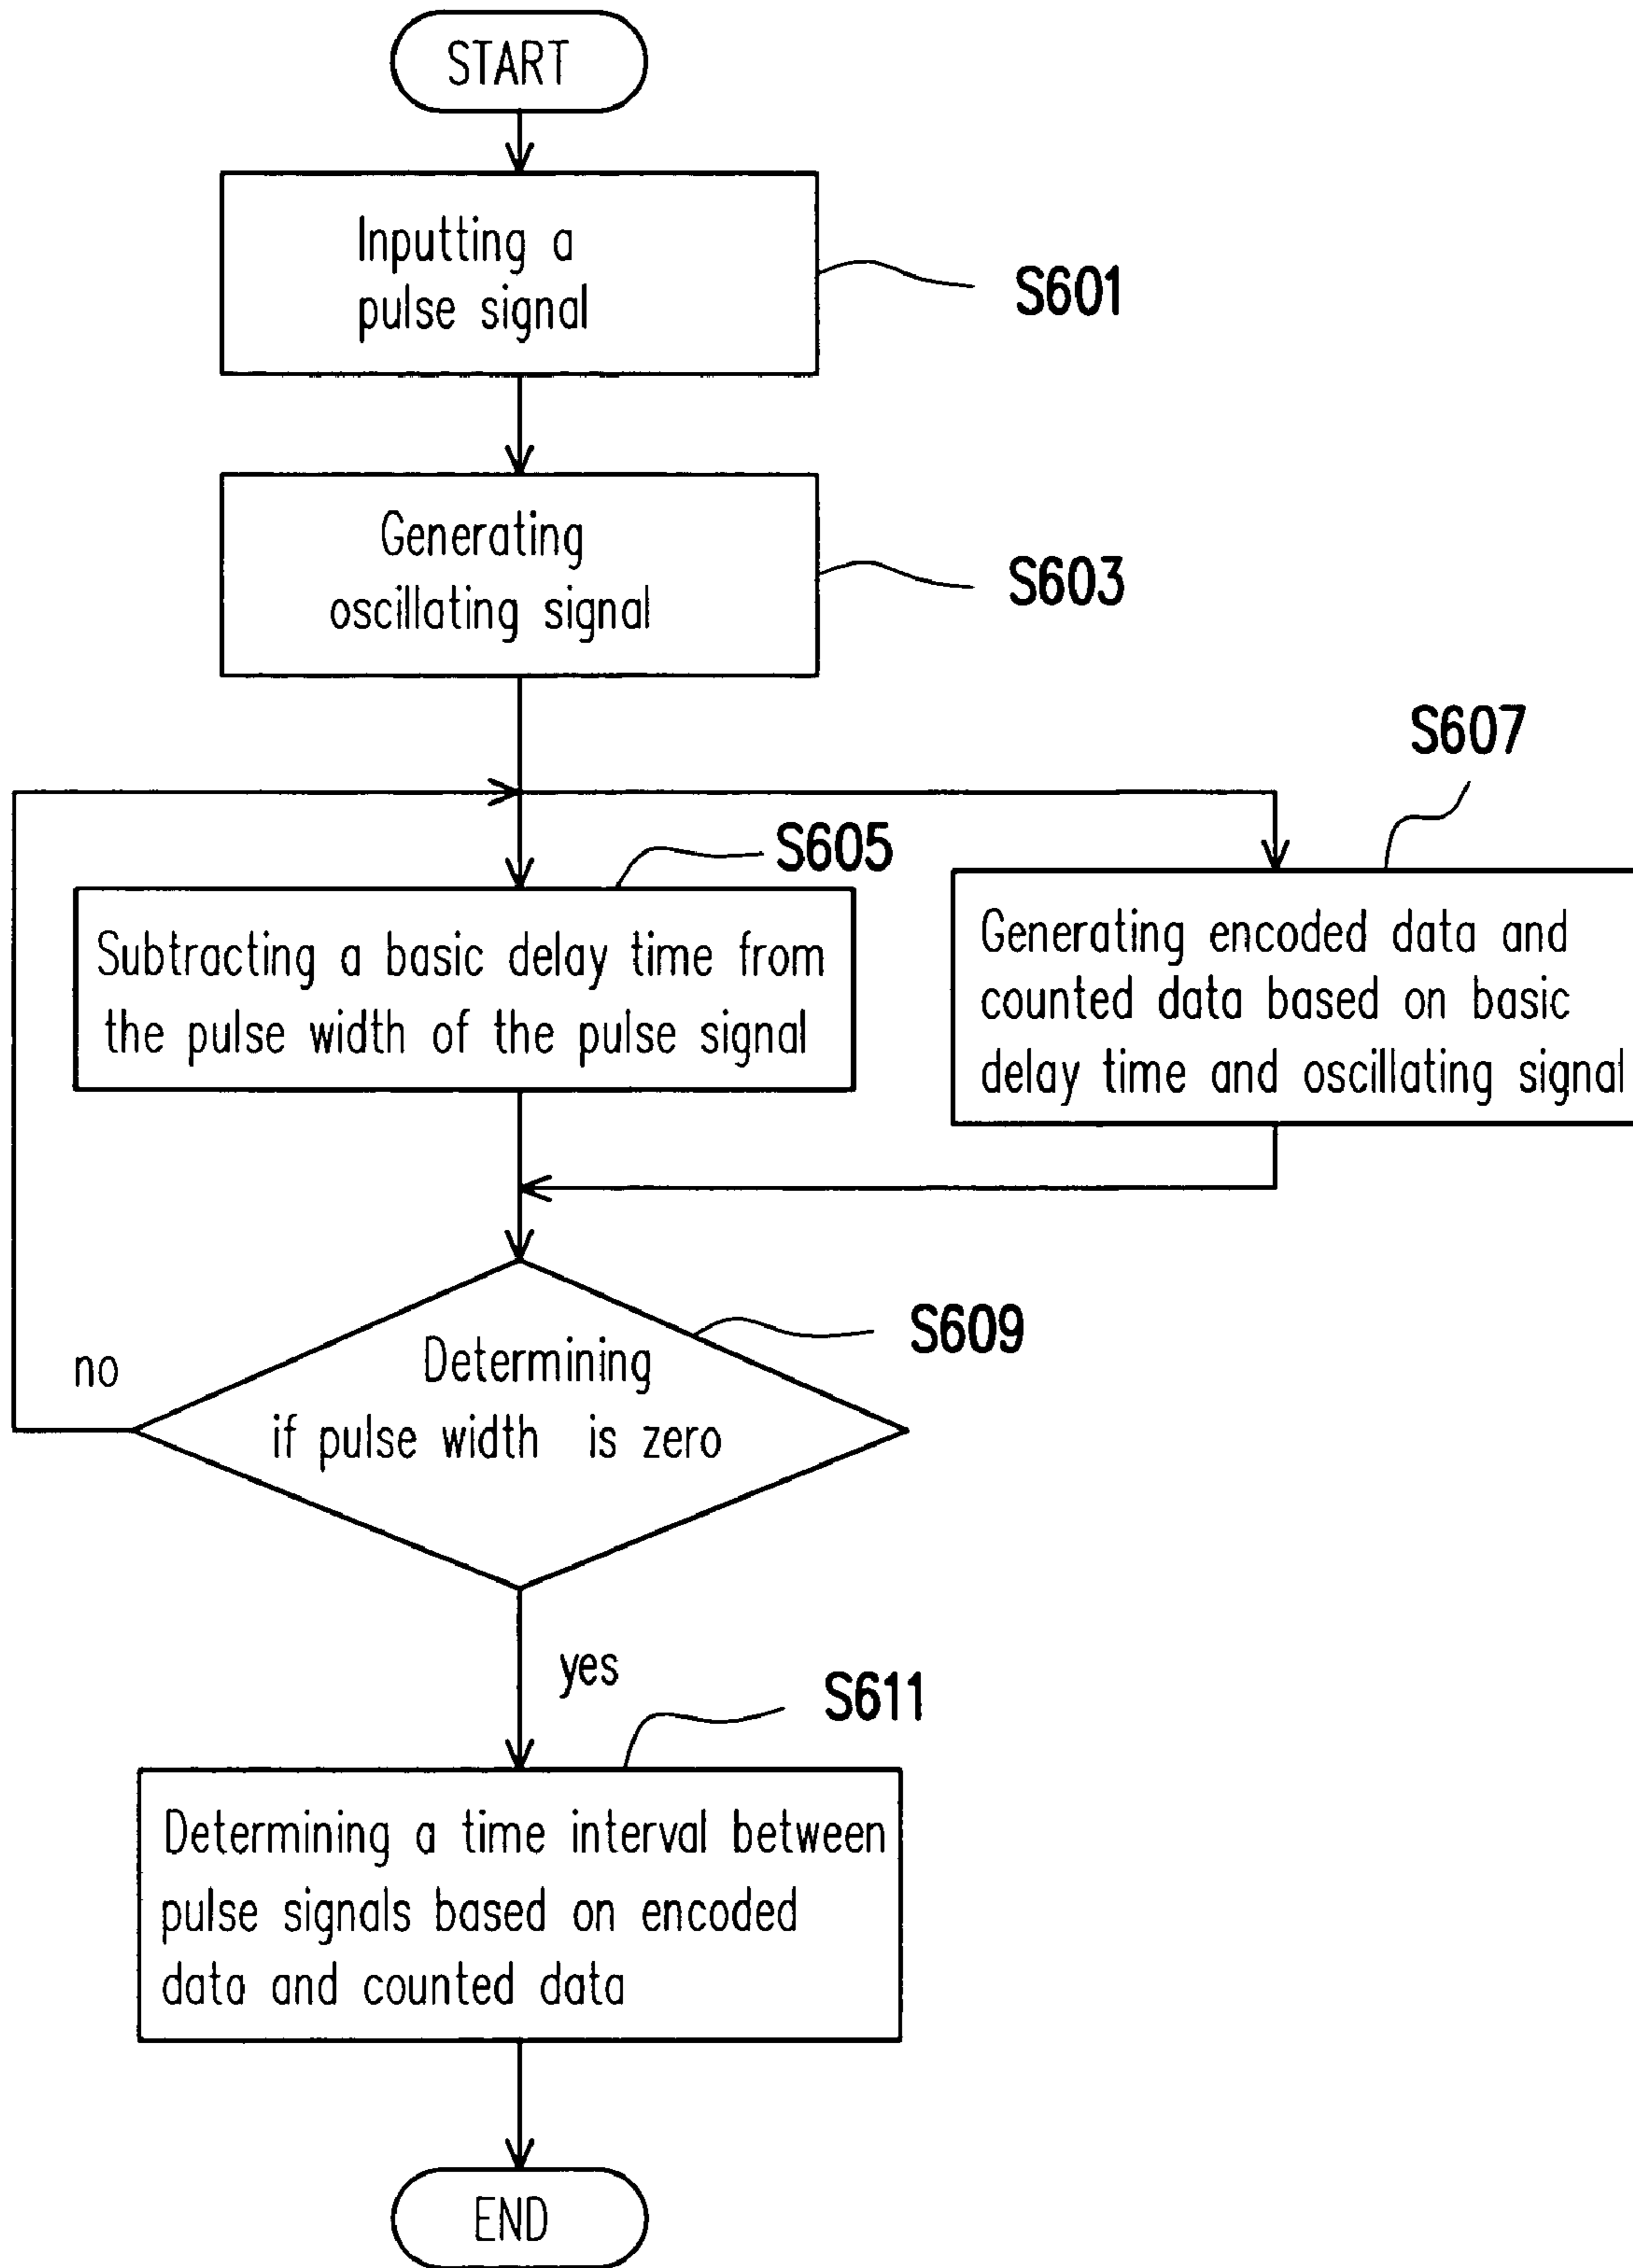 START
Inputting a
pulse signal
S601
Generating
oscillating signal
S603
S607
S605
Subtracting a basic delay time from
the pulse width of the pulse signal
Generating encoded data and
counted data based on basic
delay time and oscillating signal
S609
no
Determining
if pulse width is zero
yes
S611
Determining a time interval between
pulse signals based on encoded
data and counted data
END